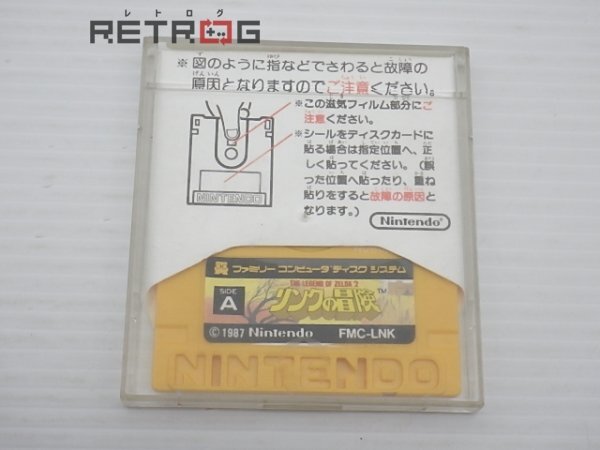 レトログ
RETROG
※図のように指などでさわると故障の
原因となりますのでご注意ください。
※この磁気フィルム部分にご
注意ください。
※シールをディスクカードに
貼る場合は指定位置へ、正
しく貼ってください。(誤
った位置へ貼ったり、重ね
貼りをすると故障の原因と
なります。)
NINTENDO
Nintendo
ファミリー コンピュータ ディスク システム
SIDE
A
THE LEGEND OF ZELDA 2
リンクの冒険
TM
©1987 Nintendo FMC-LNK
NINTENDO